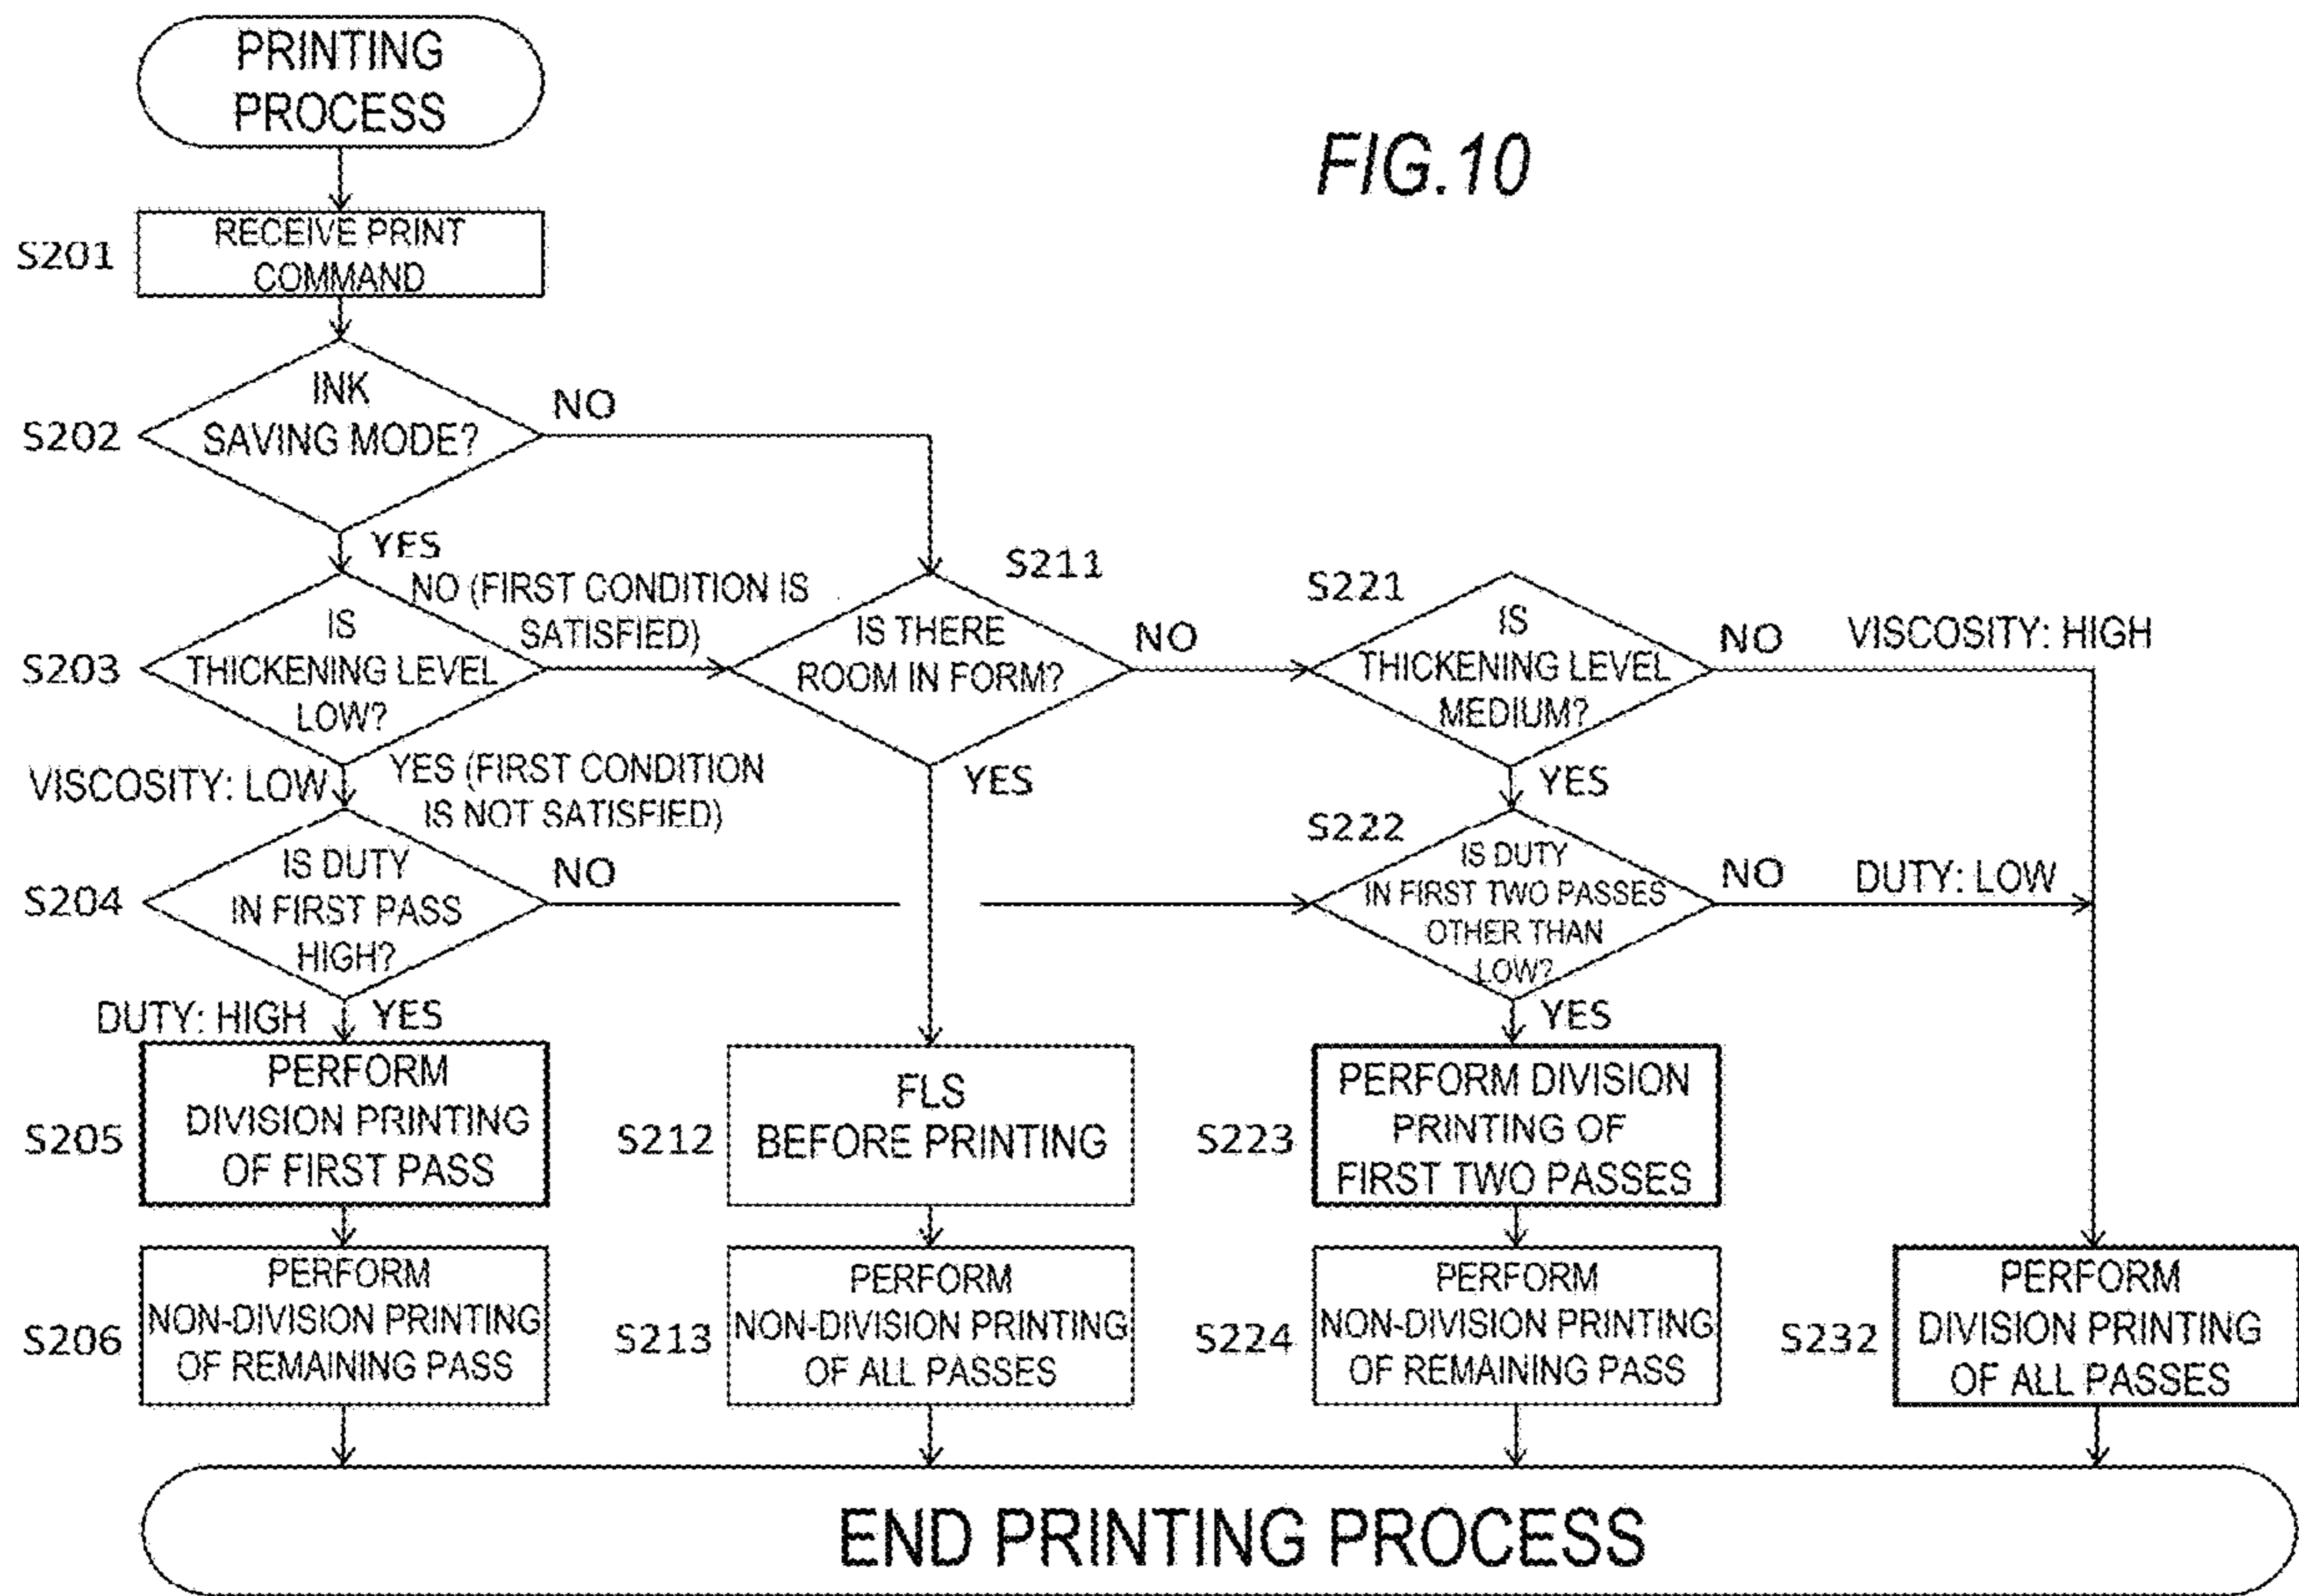 PRINTING
PROCESS
FIG.10
S201
RECEIVE PRINT
COMMAND
S202
INK
SAVING MODE?
NO
YES
S203
IS
THICKENING LEVEL
LOW?
NO (FIRST CONDITION IS
SATISFIED)
S211
IS THERE
ROOM IN FORM?
NO
S221
IS
THICKENING LEVEL
MEDIUM?
NO
VISCOSITY: HIGH
VISCOSITY: LOW
YES (FIRST CONDITION
IS NOT SATISFIED)
YES
YES
S204
IS DUTY
IN FIRST PASS
HIGH?
NO
S222
IS DUTY
IN FIRST TWO PASSES
OTHER THAN
LOW?
NO
DUTY: LOW
DUTY: HIGH
YES
YES
S205
PERFORM
DIVISION PRINTING
OF FIRST PASS
S212
FLS
BEFORE PRINTING
S223
PERFORM DIVISION
PRINTING OF
FIRST TWO PASSES
S206
PERFORM
NON-DIVISION PRINTING
OF REMAINING PASS
S213
PERFORM
NON-DIVISION PRINTING
OF ALL PASSES
S224
PERFORM
NON-DIVISION PRINTING
OF REMAINING PASS
S232
PERFORM
DIVISION PRINTING
OF ALL PASSES
END PRINTING PROCESS